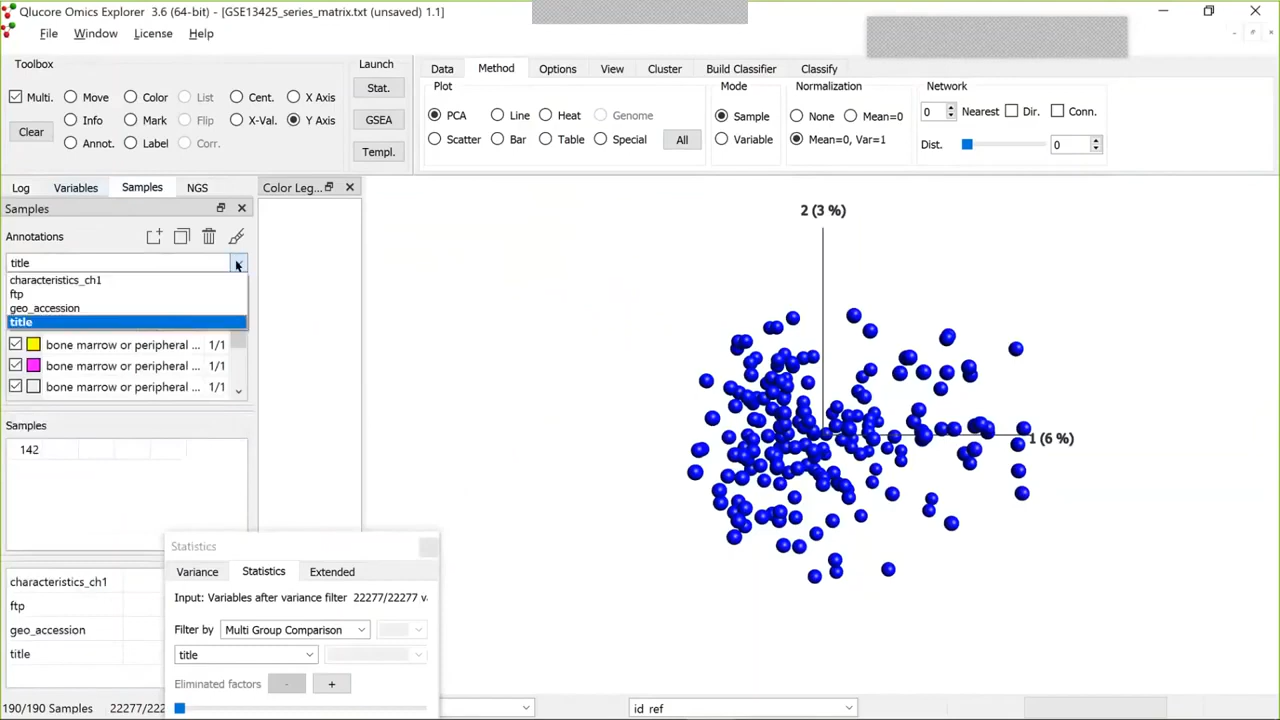 Qlucore Omics Explorer 3.6 (64-bit) - [GSE13425_series_matrix.txt (unsaved) 1.1]
File Window License Help
Toolbox
Launch
Multi. Move Color List Cent. X Axis
Info Mark Flip X-Val. Y Axis
Clear Annot. Label Corr.
Stat.
GSEA
Templ.
Data Method Options View Cluster Build Classifier Classify
Plot Mode Normalization Network
PCA Line Heat Genome Sample None Mean=0 0 Nearest Dir. Conn.
Scatter Bar Table Special All Variable Mean=0, Var=1 Dist. 0
Log Variables Samples NGS
Color Leg...
Samples
Annotations
title
characteristics_ch1
ftp
geo_accession
title
bone marrow or peripheral ... 1/1
bone marrow or peripheral ... 1/1
bone marrow or peripheral ... 1/1
Samples
142
characteristics_ch1
ftp
geo_accession
title
190/190 Samples 22277/222
Statistics
Variance Statistics Extended
Input: Variables after variance filter 22277/22277 v
Filter by Multi Group Comparison
title
Eliminated factors - +
id_ref
2 (3 %)
1 (6 %)